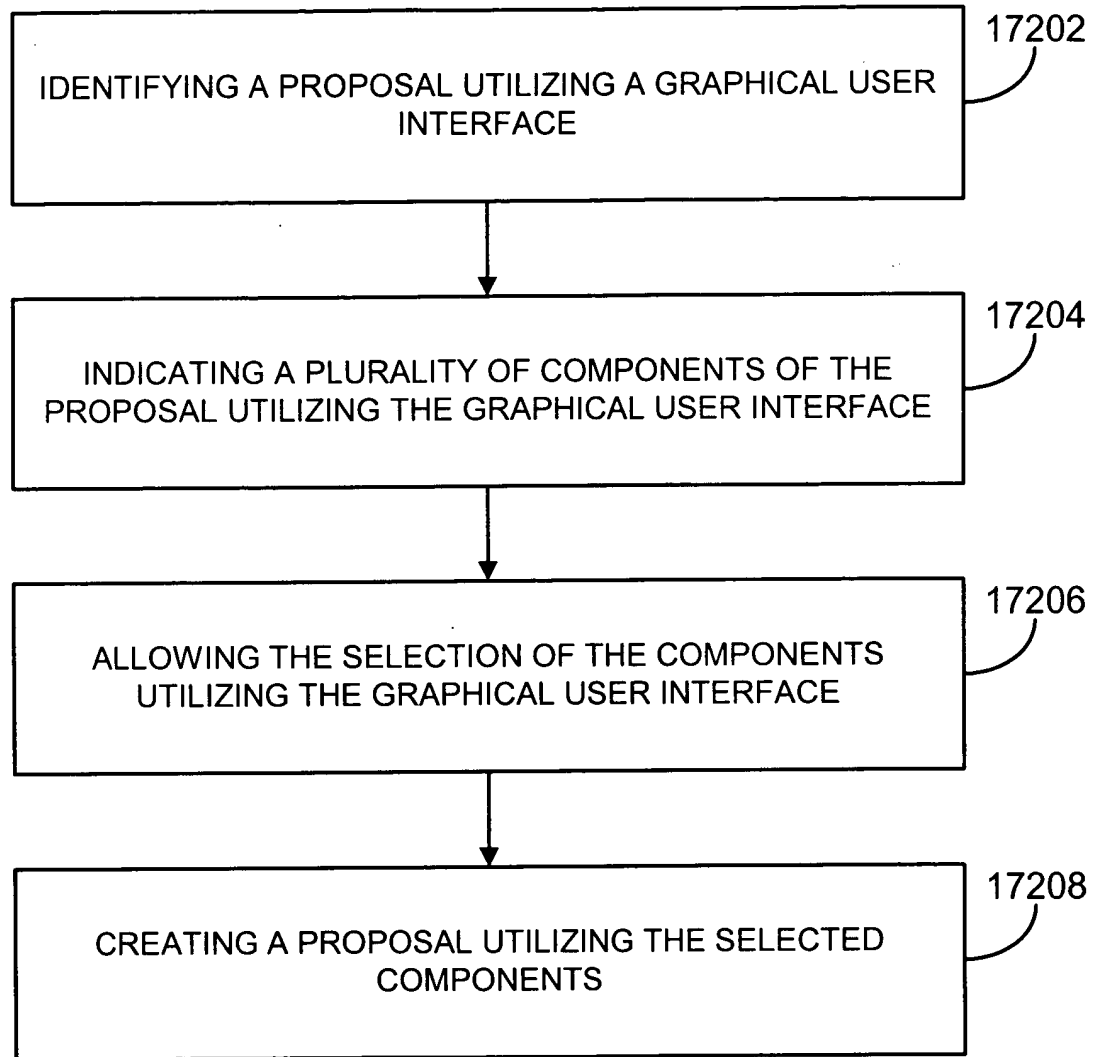 17202
IDENTIFYING A PROPOSAL UTILIZING A GRAPHICAL USER
INTERFACE
17204
INDICATING A PLURALITY OF COMPONENTS OF THE
PROPOSAL UTILIZING THE GRAPHICAL USER INTERFACE
17206
ALLOWING THE SELECTION OF THE COMPONENTS
UTILIZING THE GRAPHICAL USER INTERFACE
17208
CREATING A PROPOSAL UTILIZING THE SELECTED
COMPONENTS